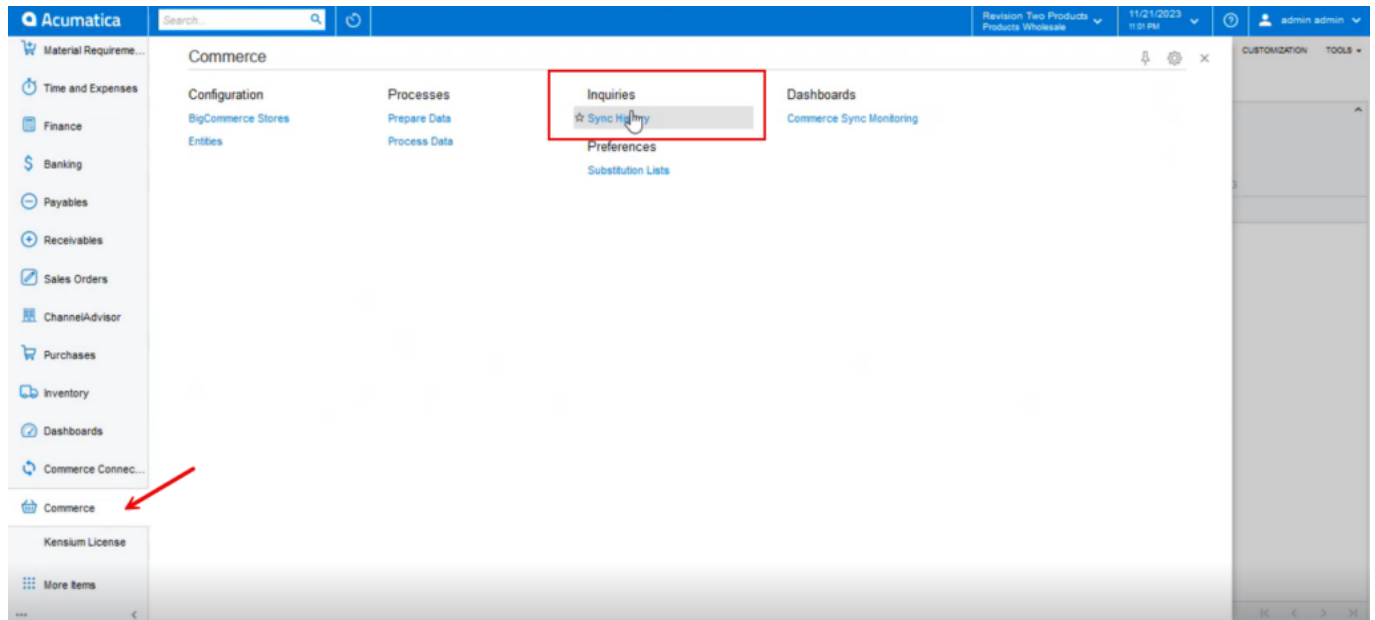 Acumatica
Search...
Revision Two Products
Products Wholesale
11/21/2023
11:01 PM
admin admin
Material Requireme...
Time and Expenses
Finance
Banking
Payables
Receivables
Sales Orders
ChannelAdvisor
Purchases
Inventory
Dashboards
Commerce Connec...
Commerce
Kensium License
More Items
Commerce
Configuration
BigCommerce Stores
Entities
Processes
Prepare Data
Process Data
Inquiries
Sync History
Preferences
Substitution Lists
Dashboards
Commerce Sync Monitoring
CUSTOMIZATION TOOLS